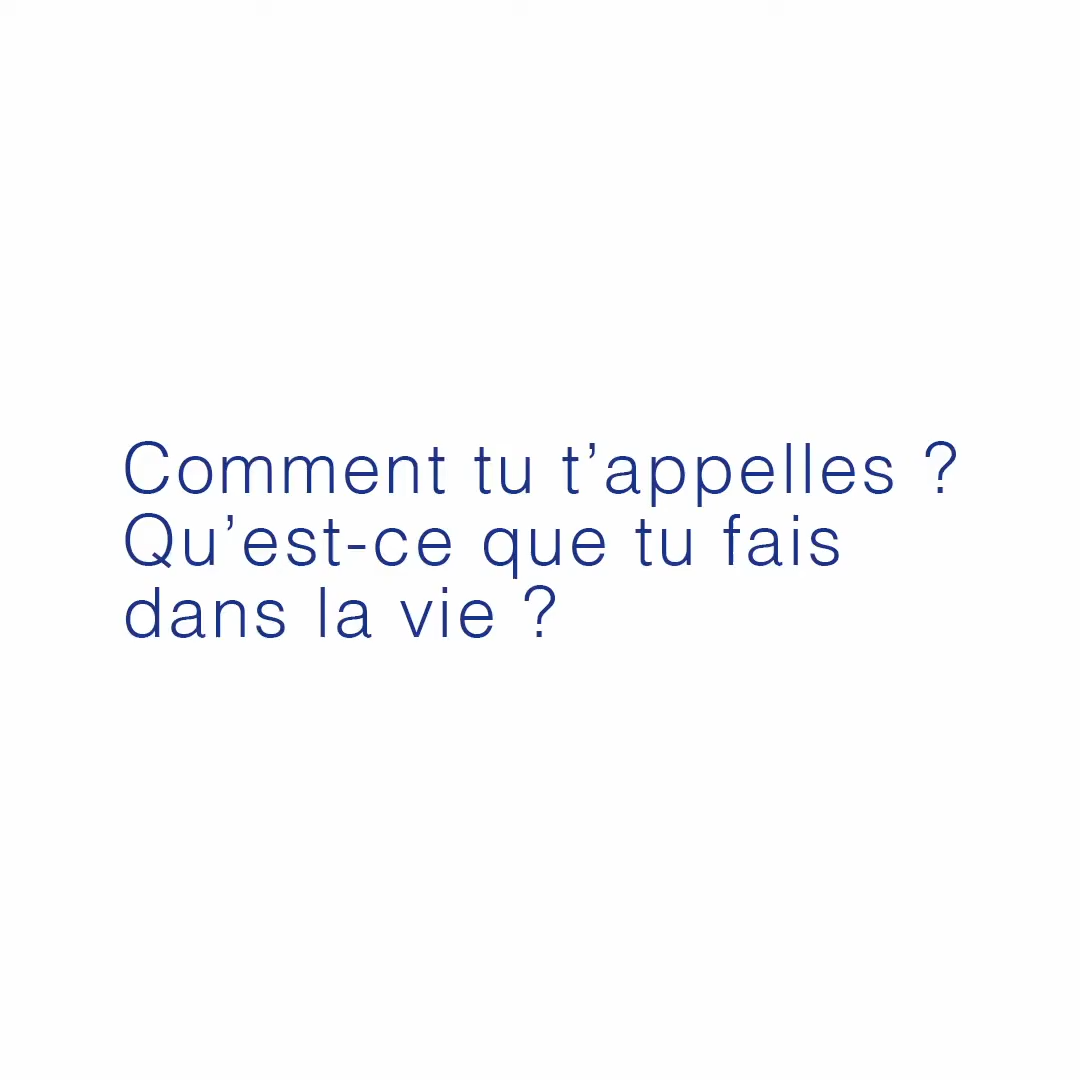 Comment tu t’appelles ?
Qu’est-ce que tu fais
dans la vie ?